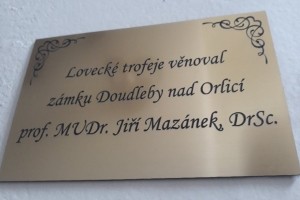 Lovecké trofeje věnoval
zámku Doudleby nad Orlicí
prof. MUDr. Jiří Mazánek, DrSc.